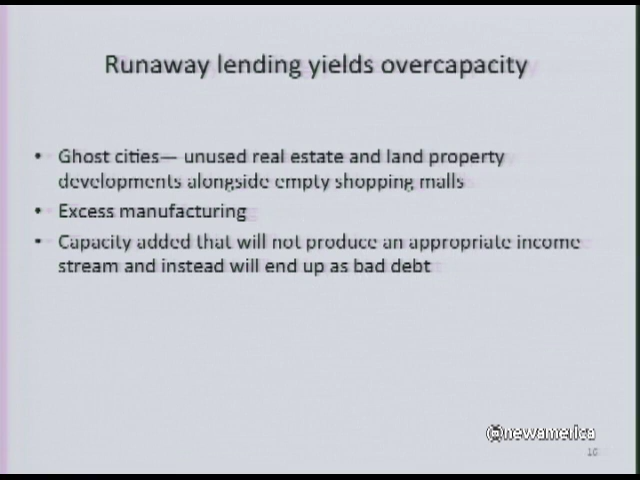 Runaway lending yields overcapacity
• Ghost cities— unused real estate and land property
developments alongside empty shopping malls
• Excess manufacturing
• Capacity added that will not produce an appropriate income
stream and instead will end up as bad debt
@newamerica
10